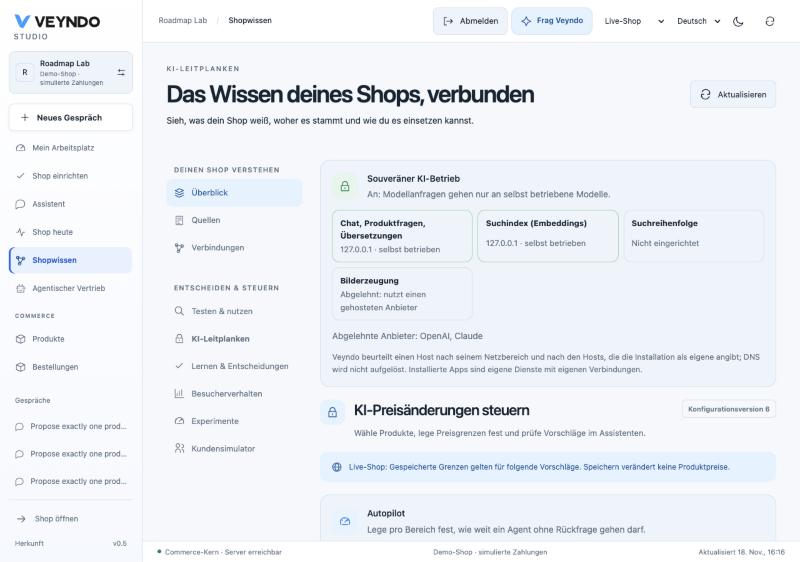 VEYNDO
STUDIO
R
Roadmap Lab
Demo-Shop ·
simulierte Zahlungen
Neues Gespräch
Mein Arbeitsplatz
Shop einrichten
Assistent
Shop heute
Shopwissen
Agentischer Vertrieb
COMMERCE
Produkte
Bestellungen
Gespräche
Propose exactly one prod...
Propose exactly one prod...
Propose exactly one prod...
Shop öffnen
Herkunft v0.5
Roadmap Lab / Shopwissen
Abmelden
Frag Veyndo
Live-Shop
Deutsch
KI-LEITPLANKEN
Das Wissen deines Shops, verbunden
Sieh, was dein Shop weiß, woher es stammt und wie du es einsetzen kannst.
Aktualisieren
DEINEN SHOP VERSTEHEN
Überblick
Quellen
Verbindungen
ENTSCHEIDEN & STEUERN
Testen & nutzen
KI-Leitplanken
Lernen & Entscheidungen
Besucherverhalten
Experimente
Kundensimulator
Souveräner KI-Betrieb
An: Modellanfragen gehen nur an selbst betriebene Modelle.
Chat, Produktfragen,
Übersetzungen
127.0.0.1 · selbst betrieben
Suchindex (Embeddings)
127.0.0.1 · selbst betrieben
Suchreihenfolge
Nicht eingerichtet
Bilderzeugung
Abgelehnt: nutzt einen
gehosteten Anbieter
Abgelehnte Anbieter: OpenAI, Claude
Veyndo beurteilt einen Host nach seinem Netzbereich und nach den Hosts, die die Installation als eigene angibt; DNS
wird nicht aufgelöst. Installierte Apps sind eigene Dienste mit eigenen Verbindungen.
KI-Preisänderungen steuern
Konfigurationsversion 6
Wähle Produkte, lege Preisgrenzen fest und prüfe Vorschläge im Assistenten.
Live-Shop: Gespeicherte Grenzen gelten für folgende Vorschläge. Speichern verändert keine Produktpreise.
Autopilot
Lege pro Bereich fest, wie weit ein Agent ohne Rückfrage gehen darf.
Commerce-Kern · Server erreichbar
Demo-Shop · simulierte Zahlungen
Aktualisiert 18. Nov., 16:16